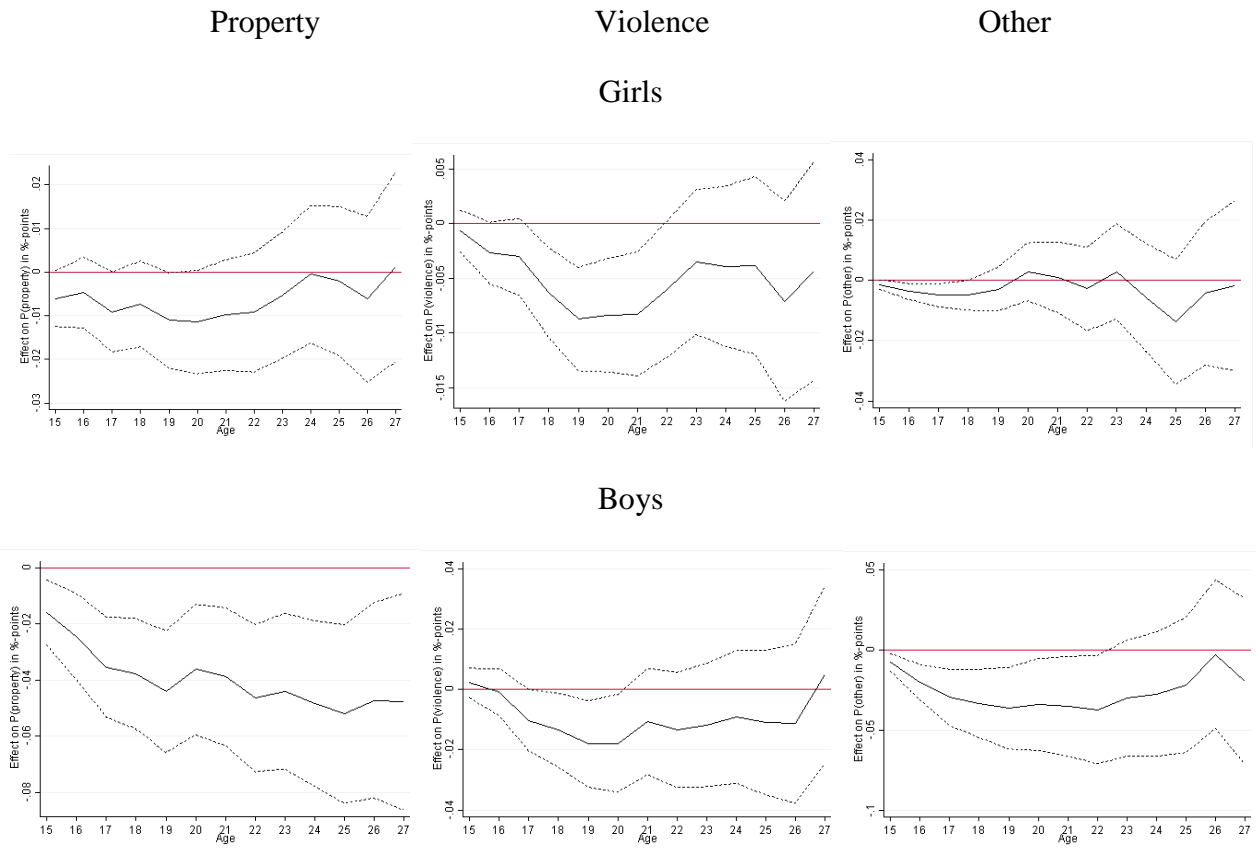 Property Violence Other
Girls
Effect on P(property) in %-points
.02
.01
0
-.01
-.02
-.03
15 16 17 18 19 20 21 22 23 24 25 26 27
Age
Effect on P(violence) in %-points
.005
0
-.005
-.01
-.015
15 16 17 18 19 20 21 22 23 24 25 26 27
Age
Effect on P(other) in %-points
.04
.02
0
-.02
-.04
15 16 17 18 19 20 21 22 23 24 25 26 27
Age
Boys
Effect on P(property) in %-points
0
-.02
-.04
-.06
-.08
15 16 17 18 19 20 21 22 23 24 25 26 27
Age
Effect on P(violence) in %-points
.04
.02
0
-.02
-.04
15 16 17 18 19 20 21 22 23 24 25 26 27
Age
Effect on P(other) in %-points
.05
0
-.05
-.1
15 16 17 18 19 20 21 22 23 24 25 26 27
Age